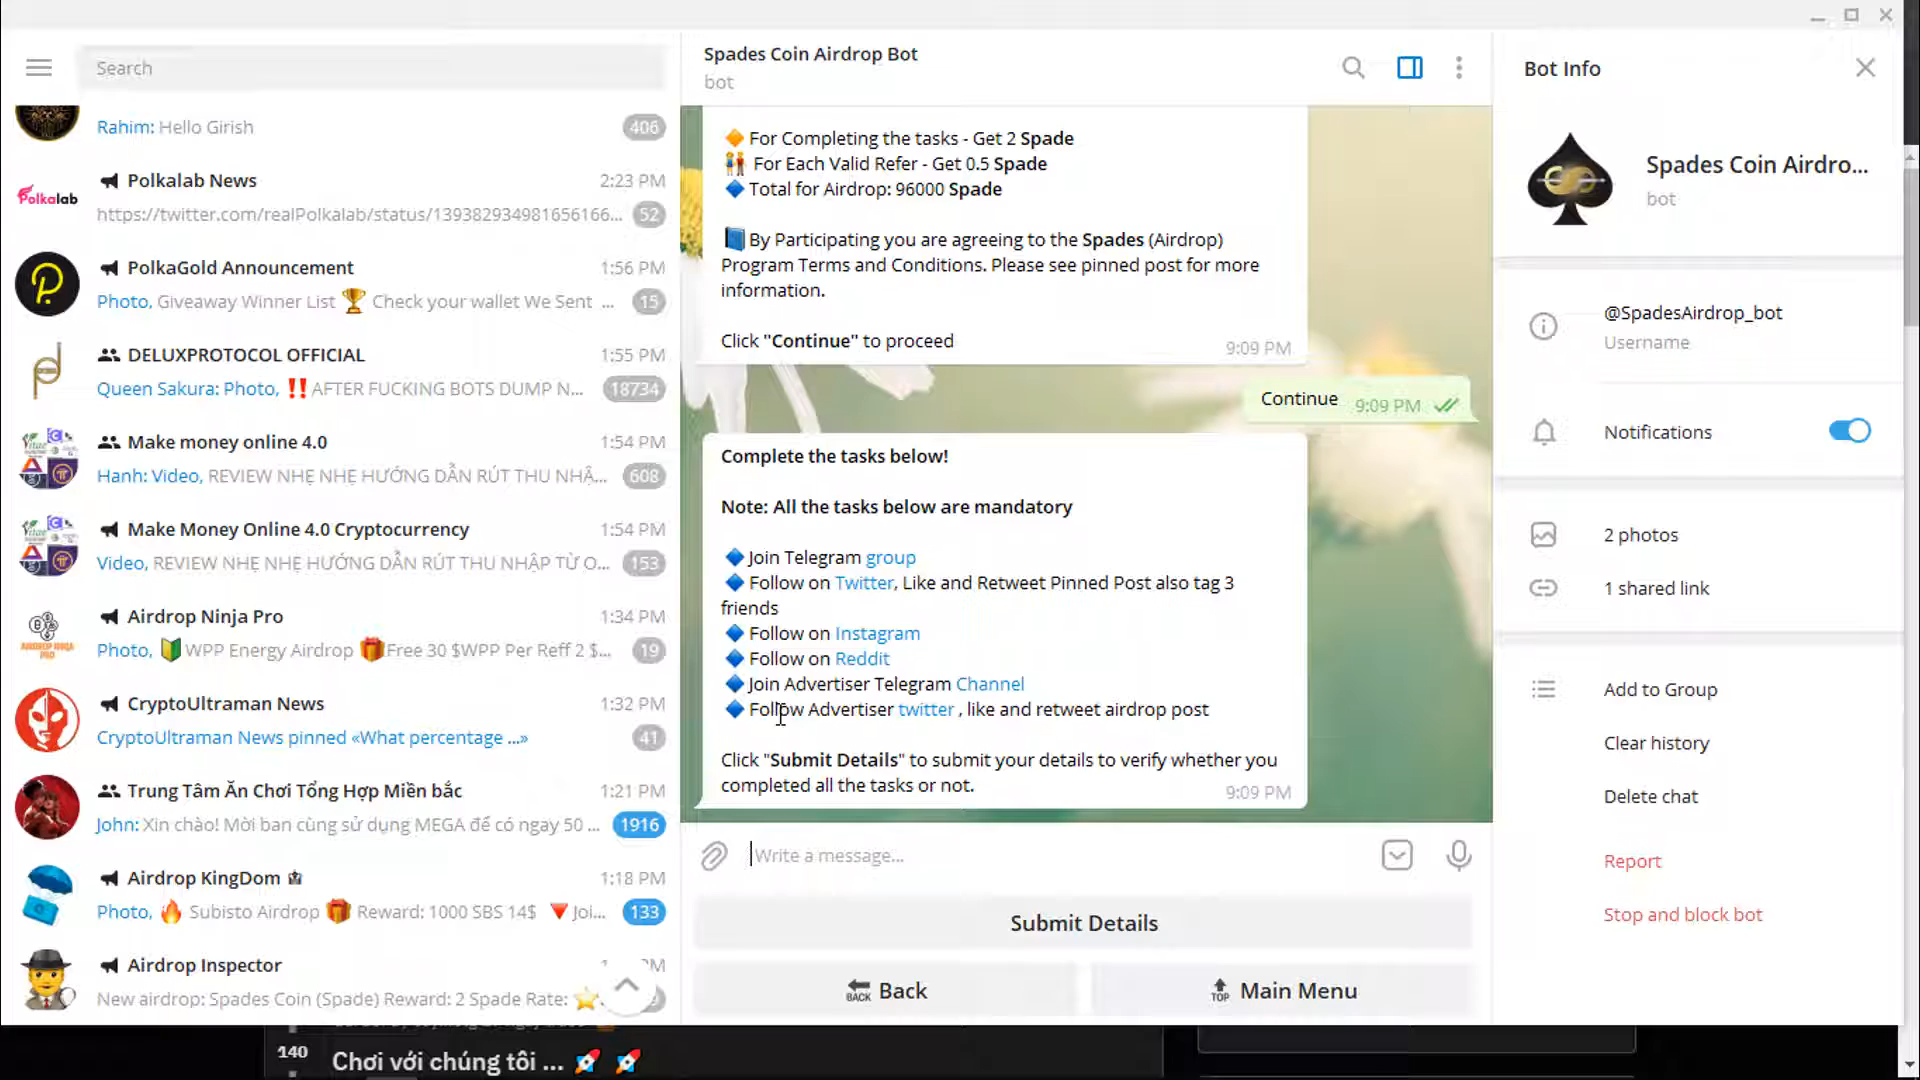 Search
Rahim: Hello Girish
406
Polkalab
Polkalab News
2:23 PM
https://twitter.com/realPolkalab/status/139382934981656166...
52
PolkaGold Announcement
1:56 PM
Photo, Giveaway Winner List 🏆 Check your wallet We Sent ...
15
DELUXPROTOCOL OFFICIAL
1:55 PM
Queen Sakura: Photo, ‼️AFTER FUCKING BOTS DUMP N...
18734
Make money online 4.0
1:54 PM
Hanh: Video, REVIEW NHẸ NHẸ HƯỚNG DẪN RÚT THU NHẬ...
608
Make Money Online 4.0 Cryptocurrency
1:54 PM
Video, REVIEW NHẸ NHẸ HƯỚNG DẪN RÚT THU NHẬP TỪ O...
153
AIRDROP NINJA
Airdrop Ninja Pro
1:34 PM
Photo, 🔰WPP Energy Airdrop 🎁Free 30 $WPP Per Reff 2 $...
19
CryptoUltraman News
1:32 PM
CryptoUltraman News pinned «What percentage ...»
41
Trung Tâm Ăn Chơi Tổng Hợp Miền bắc
1:21 PM
John: Xin chào! Mời bạn cùng sử dụng MEGA để có ngay 50 ...
1916
Airdrop KingDom
1:18 PM
Photo, 🔥 Subisto Airdrop 🎁 Reward: 1000 SBS 14$ 🔻Joi...
133
Airdrop Inspector
New airdrop: Spades Coin (Spade) Reward: 2 Spade Rate: ⭐
Spades Coin Airdrop Bot
bot
🔶 For Completing the tasks - Get 2 Spade
👫 For Each Valid Refer - Get 0.5 Spade
🔷 Total for Airdrop: 96000 Spade
📘 By Participating you are agreeing to the Spades (Airdrop)
Program Terms and Conditions. Please see pinned post for more
information.
Click "Continue" to proceed
9:09 PM
Continue
9:09 PM
Complete the tasks below!
Note: All the tasks below are mandatory
🔷 Join Telegram group
🔷 Follow on Twitter, Like and Retweet Pinned Post also tag 3
friends
🔷 Follow on Instagram
🔷 Follow on Reddit
🔷 Join Advertiser Telegram Channel
🔷 Follow Advertiser twitter , like and retweet airdrop post
Click "Submit Details" to submit your details to verify whether you
completed all the tasks or not.
9:09 PM
Write a message...
Submit Details
🔙 Back
🔝 Main Menu
Bot Info
Spades Coin Airdro...
bot
@SpadesAirdrop_bot
Username
Notifications
2 photos
1 shared link
Add to Group
Clear history
Delete chat
Report
Stop and block bot
140
Chơi với chúng tôi ... 🚀 🚀